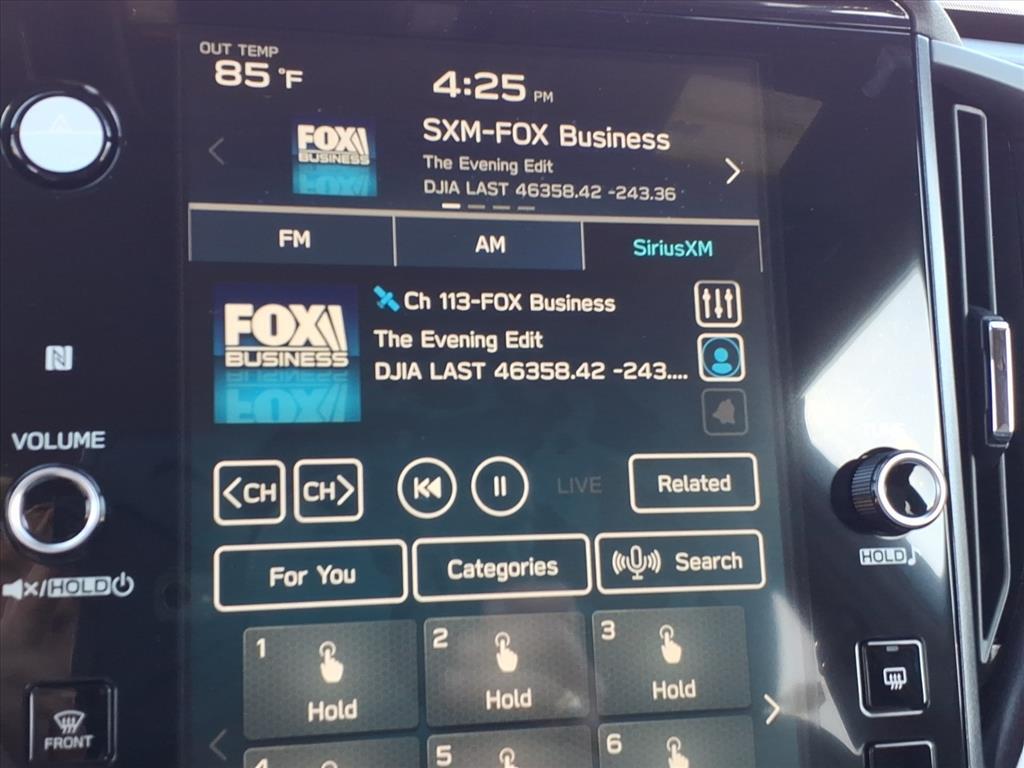 OUT TEMP
85 °F
4:25 PM
FOX
BUSINESS
SXM-FOX Business
The Evening Edit
DJIA LAST 46358.42 -243.36
FM
AM
SiriusXM
FOX
BUSINESS
Ch 113-FOX Business
The Evening Edit
DJIA LAST 46358.42 -243....
VOLUME
<CH
CH>
LIVE
Related
HOLD
For You
Categories
Search
/HOLD
1
Hold
2
Hold
3
Hold
FRONT
4
5
6